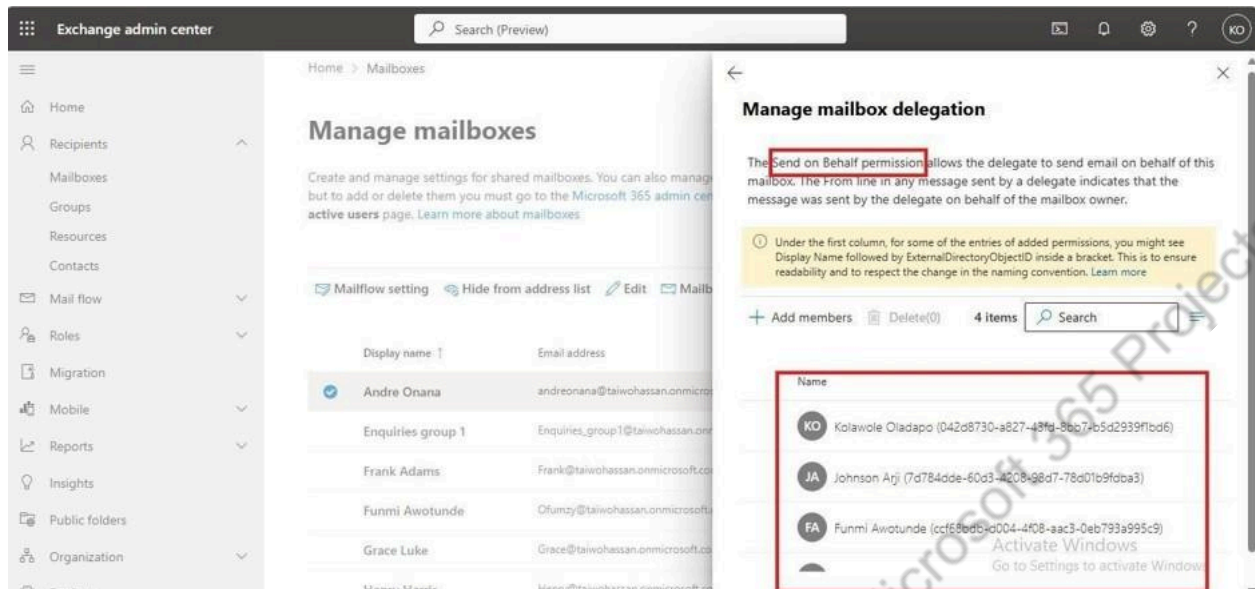 Exchange admin center
Search (Preview)
?
KO
Home > Mailboxes
Home
Recipients
Mailboxes
Groups
Resources
Contacts
Mail flow
Roles
Migration
Mobile
Reports
Insights
Public folders
Organization
Manage mailboxes
Create and manage settings for shared mailboxes. You can also manage
but to add or delete them you must go to the Microsoft 365 admin cen
active users page. Learn more about mailboxes
Mailflow setting Hide from address list Edit Mailb
Display name ↑ Email address
Andre Onana andreonana@taiwohassan.onmicros
Enquiries group 1 Enquiries_group1@taiwohassan.onm
Frank Adams Frank@taiwohassan.onmicrosoft.co
Funmi Awotunde Ofumzy@taiwohassan.onmicrosoft.
Grace Luke Grace@taiwohassan.onmicrosoft.co
Manage mailbox delegation
The Send on Behalf permission allows the delegate to send email on behalf of this
mailbox. The From line in any message sent by a delegate indicates that the
message was sent by the delegate on behalf of the mailbox owner.
Under the first column, for some of the entries of added permissions, you might see
Display Name followed by ExternalDirectoryObjectID inside a bracket. This is to ensure
readability and to respect the change in the naming convention. Learn more
Add members Delete(0) 4 items Search
Name
KO Kolawole Oladapo (042d8730-a827-43fd-8bb7-b5d2939f1bd6)
JA Johnson Arji (7d784dde-60d3-4208-98d7-78d01b9fdba3)
FA Funmi Awotunde (ccf68bdb-d004-4f08-aac3-0eb793a995c9)
Activate Windows
Go to Settings to activate Windows
icrosoft 365 Project